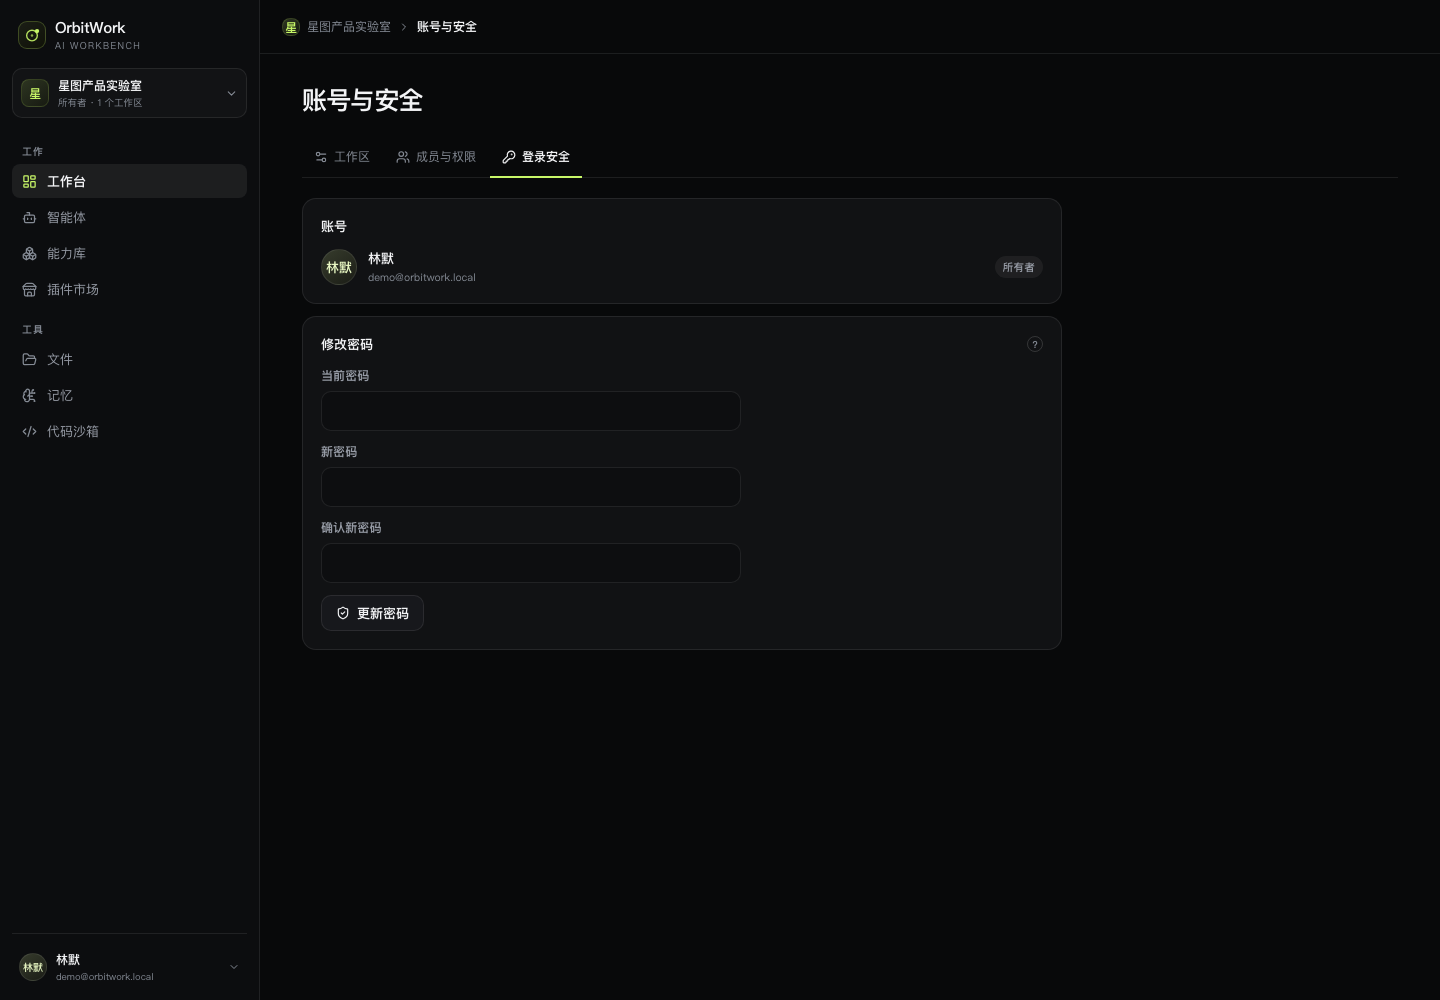 OrbitWork
AI WORKBENCH
星
星图产品实验室
所有者 · 1 个工作区
工作
工作台
智能体
能力库
插件市场
工具
文件
记忆
代码沙箱
林默
林默
demo@orbitwork.local
星 星图产品实验室 > 账号与安全
账号与安全
工作区 成员与权限 登录安全
账号
林默
林默
demo@orbitwork.local
所有者
修改密码 ?
当前密码
新密码
确认新密码
更新密码